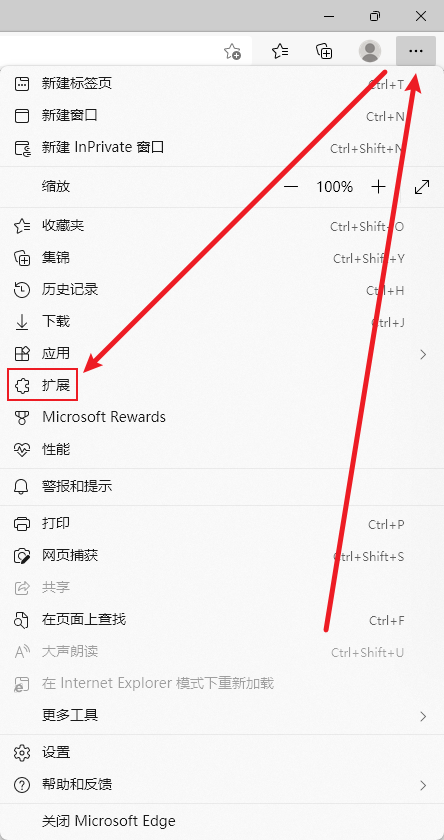 新建标签页 Ctrl+T
新建窗口 Ctrl+N
新建 InPrivate 窗口 Ctrl+Shift+N
缩放 — 100% +
收藏夹 Ctrl+Shift+O
集锦 Ctrl+Shift+Y
历史记录 Ctrl+H
下载 Ctrl+J
应用
扩展
Microsoft Rewards
性能
警报和提示
打印 Ctrl+P
网页捕获 Ctrl+Shift+S
共享
在页面上查找 Ctrl+F
大声朗读 Ctrl+Shift+U
在 Internet Explorer 模式下重新加载
更多工具
设置
帮助和反馈
关闭 Microsoft Edge